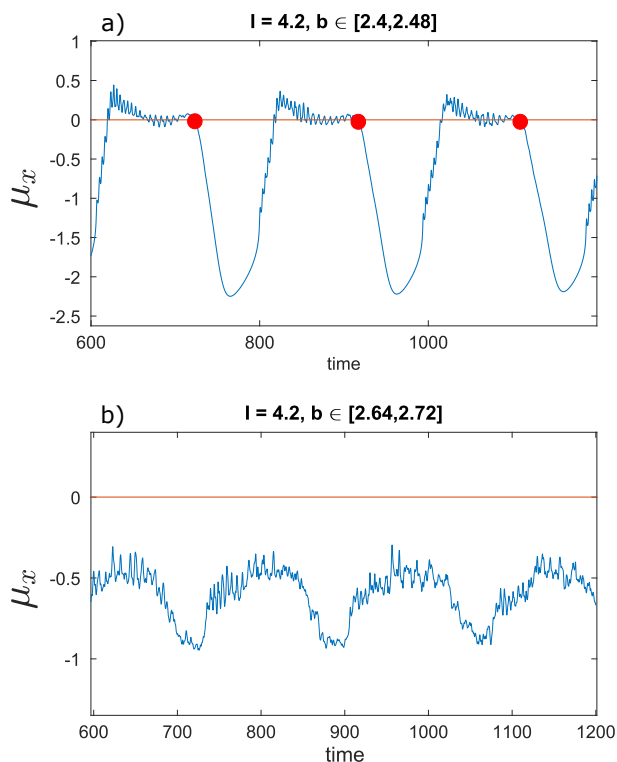 a) I = 4.2, b ∈ [2.4,2.48]
1
0.5
0
-0.5
-1
-1.5
-2
-2.5
μx
600 800 1000
time
b) I = 4.2, b ∈ [2.64,2.72]
0
-0.5
-1
μx
600 700 800 900 1000 1100 1200
time